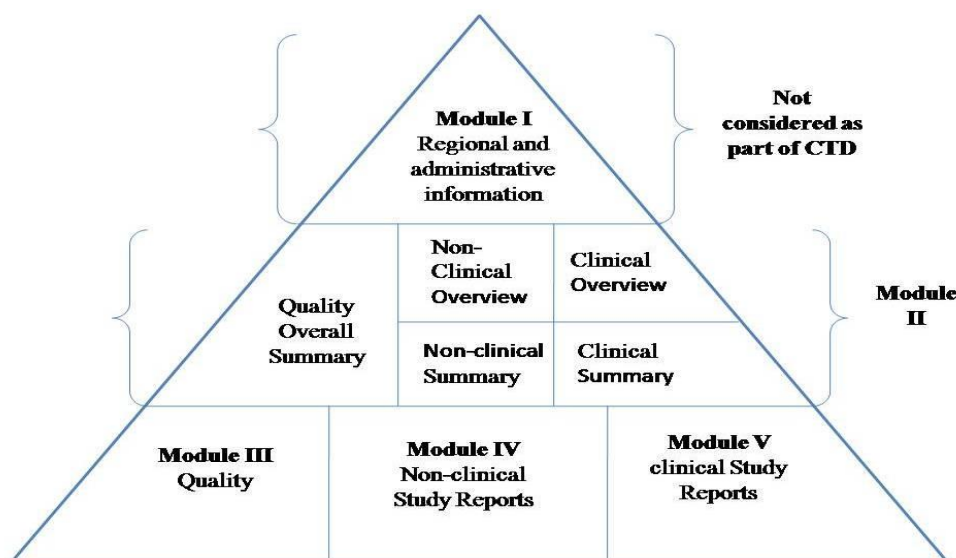 Module I
Regional and
administrative
information
Not
considered as
part of CTD
Quality
Overall
Summary
Non-
Clinical
Overview
Clinical
Overview
Non-clinical
Summary
Clinical
Summary
Module
II
Module III
Quality
Module IV
Non-clinical
Study Reports
Module V
clinical Study
Reports